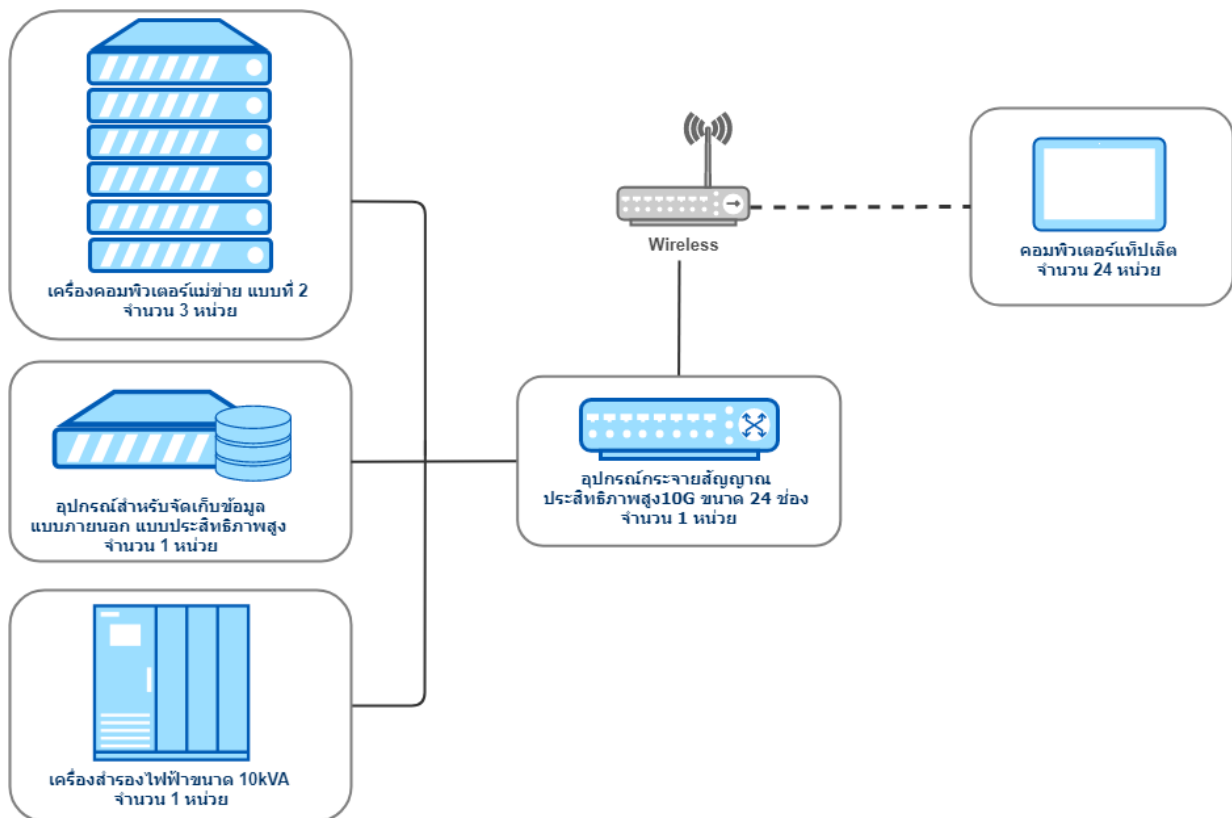 เครื่องคอมพิวเตอร์แม่ข่าย แบบที่ 2
จำนวน 3 หน่วย
Wireless
คอมพิวเตอร์แท็ปเล็ต
จำนวน 24 หน่วย
อุปกรณ์สำหรับจัดเก็บข้อมูล
แบบภายนอก แบบประสิทธิภาพสูง
จำนวน 1 หน่วย
อุปกรณ์กระจายสัญญาณ
ประสิทธิภาพสูง10G ขนาด 24 ช่อง
จำนวน 1 หน่วย
เครื่องสำรองไฟฟ้าขนาด 10kVA
จำนวน 1 หน่วย